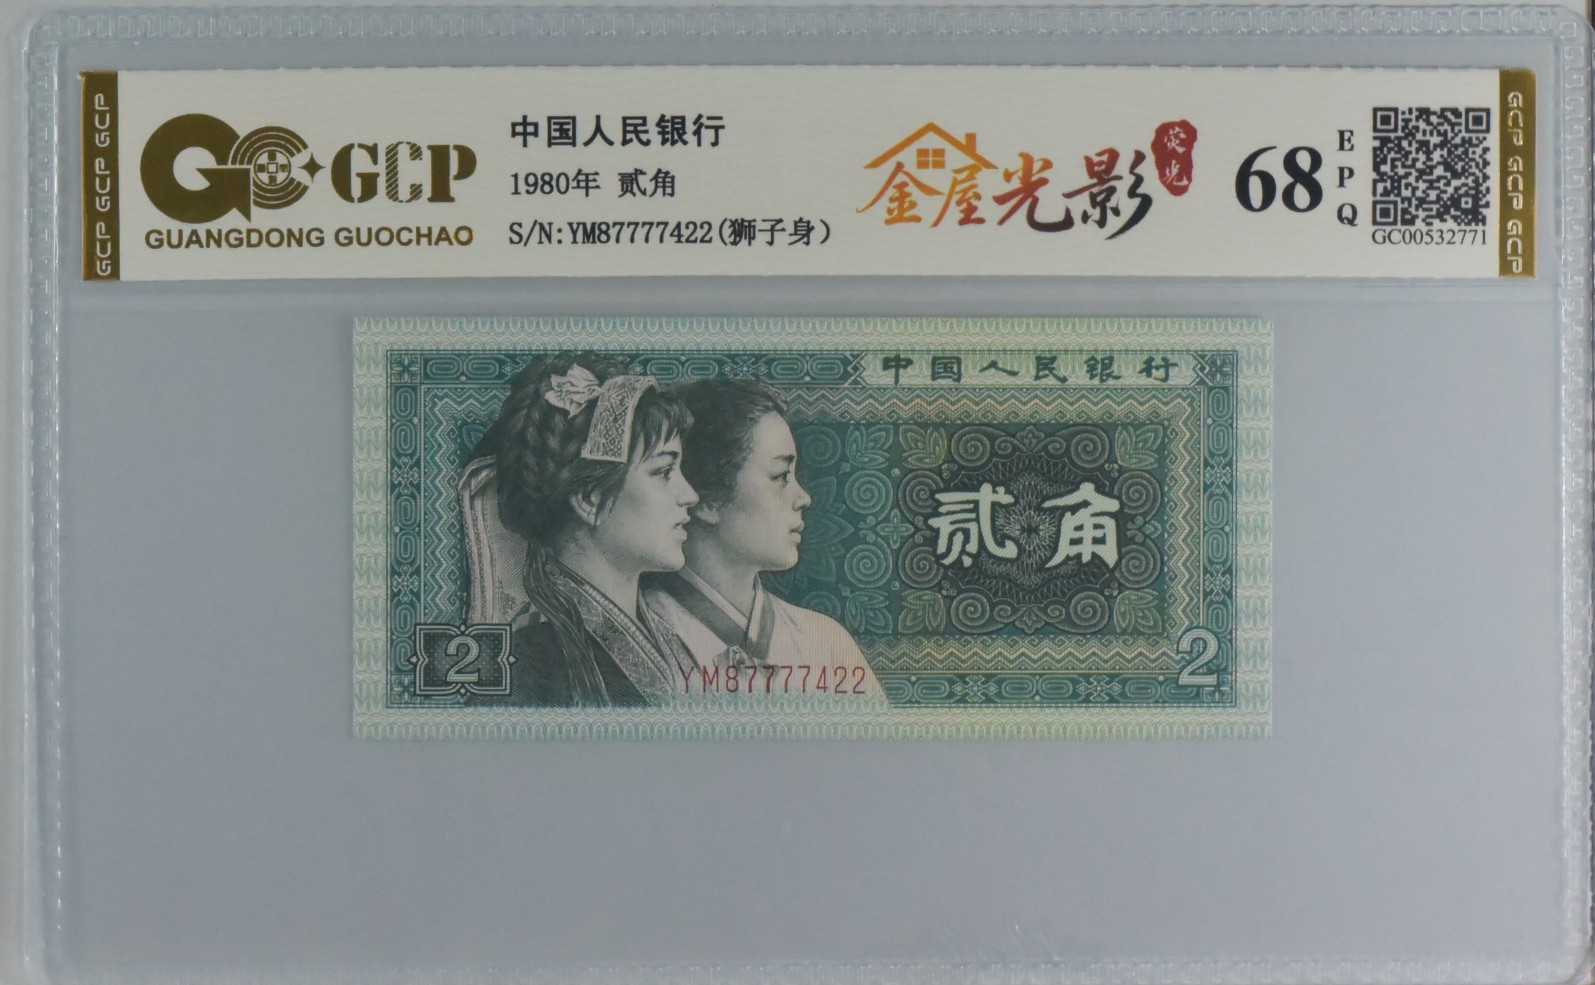 GCP GCP GCP
GCP
GUANGDONG GUOCHAO
中国人民银行
1980年 贰角
S/N:YM87777422(狮子身)
金屋光影
荧光
68
EPQ
GC00532771
GCP GCP GCP
中国人民银行
贰角
2
YM87777422
2